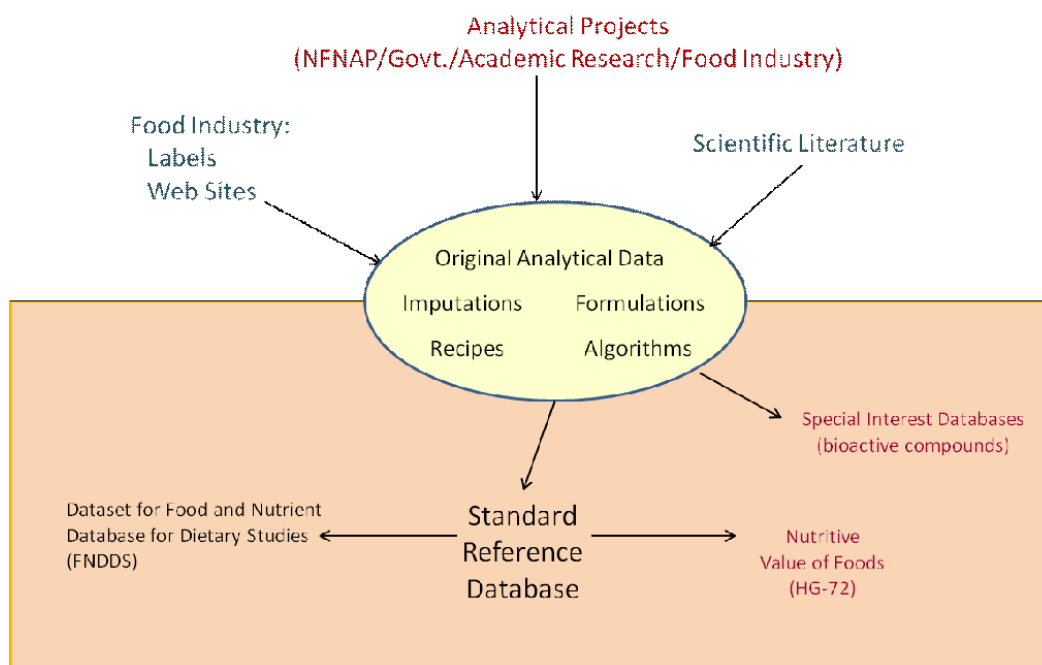 Analytical Projects
(NFNAP/Govt./Academic Research/Food Industry)
Food Industry:
Labels
Web Sites
Scientific Literature
Original Analytical Data
Imputations
Formulations
Recipes
Algorithms
Special Interest Databases
(bioactive compounds)
Dataset for Food and Nutrient
Database for Dietary Studies
(FNDDS)
Standard
Reference
Database
Nutritive
Value of Foods
(HG-72)